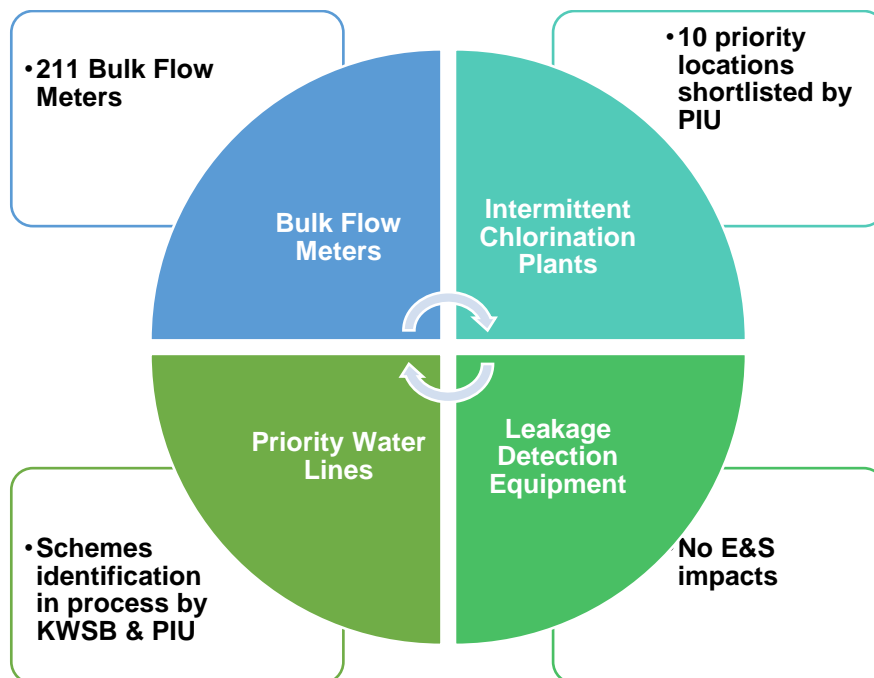 •211 Bulk Flow
Meters
•10 priority
locations
shortlisted by
PIU
Bulk Flow
Meters
Intermittent
Chlorination
Plants
Priority Water
Lines
Leakage
Detection
Equipment
•Schemes
identification
in process by
KWSB & PIU
•No E&S
impacts